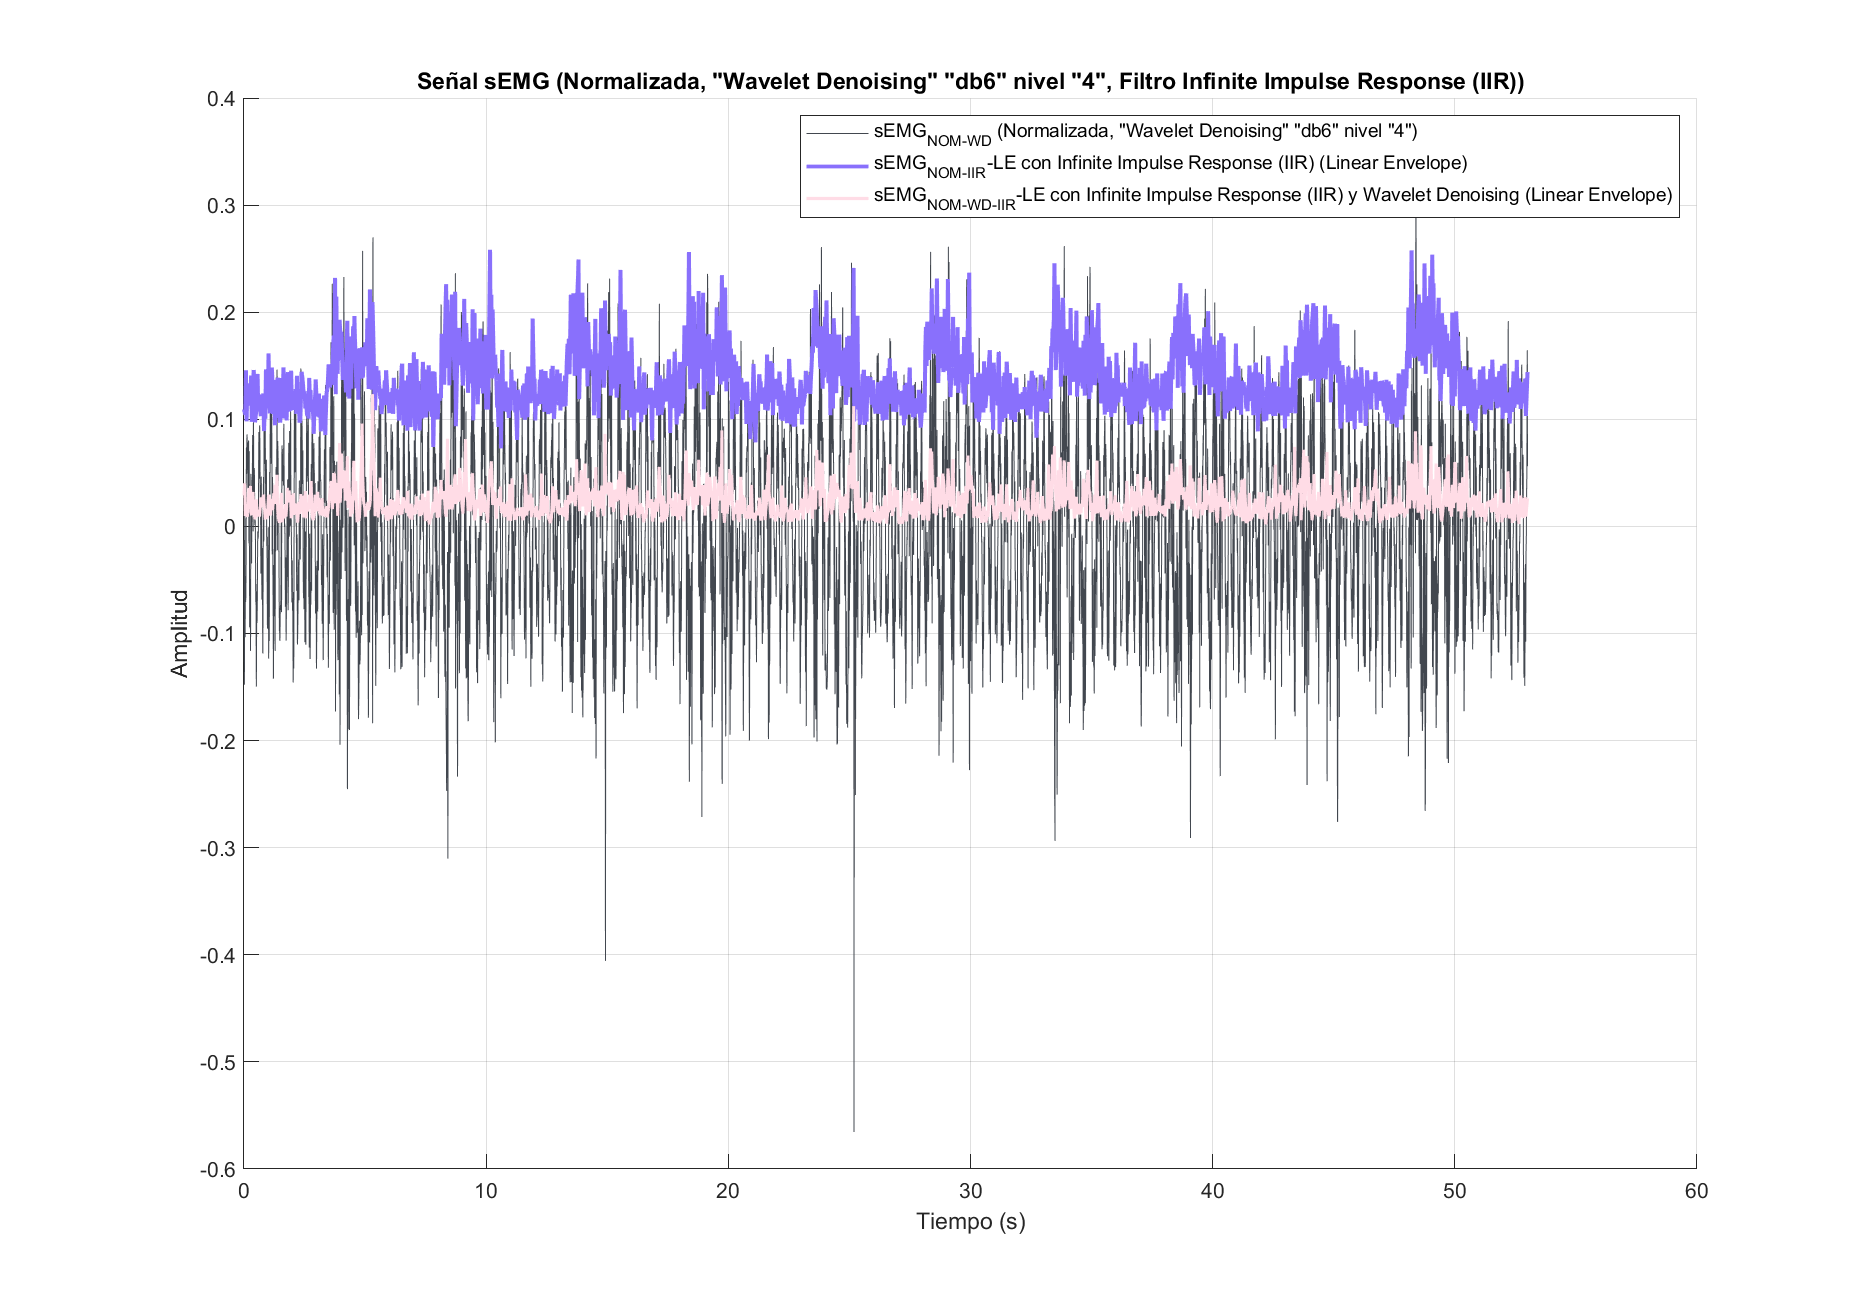 Señal sEMG (Normalizada, "Wavelet Denoising" "db6" nivel "4", Filtro Infinite Impulse Response (IIR))
sEMG_NOM-WD (Normalizada, "Wavelet Denoising" "db6" nivel "4")
sEMG_NOM-IIR-LE con Infinite Impulse Response (IIR) (Linear Envelope)
sEMG_NOM-WD-IIR-LE con Infinite Impulse Response (IIR) y Wavelet Denoising (Linear Envelope)
0.4
0.3
0.2
0.1
0
-0.1
-0.2
-0.3
-0.4
-0.5
-0.6
Amplitud
0 10 20 30 40 50 60
Tiempo (s)